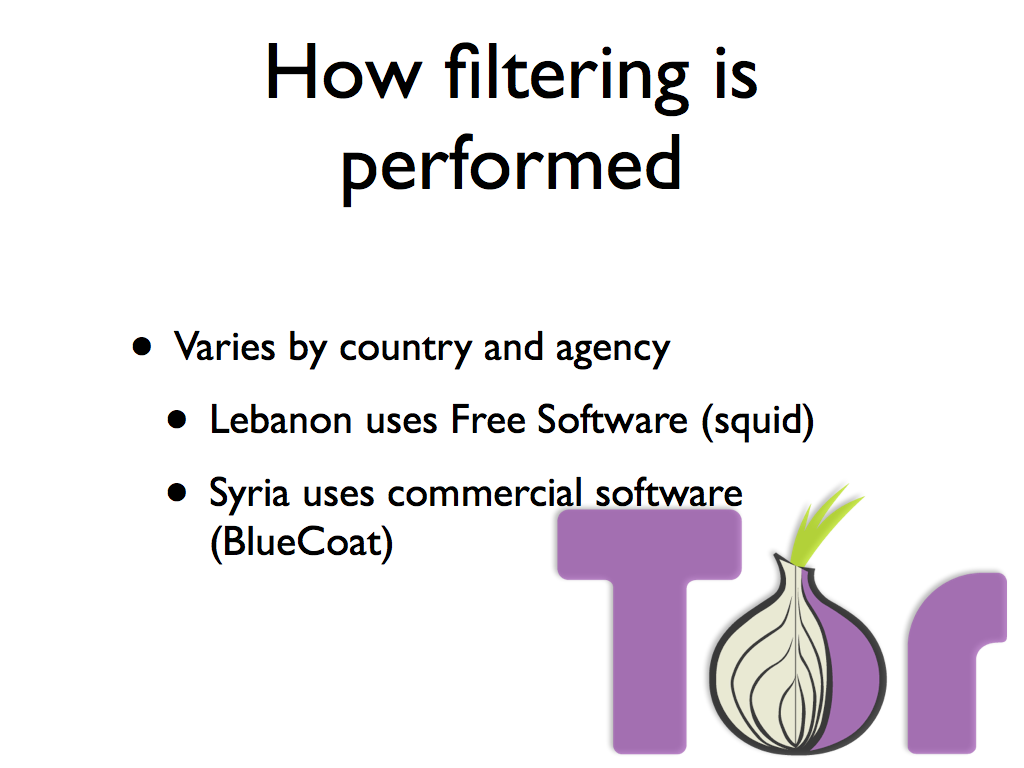 How filtering is
performed
• Varies by country and agency
• Lebanon uses Free Software (squid)
• Syria uses commercial software
(BlueCoat)
Tor